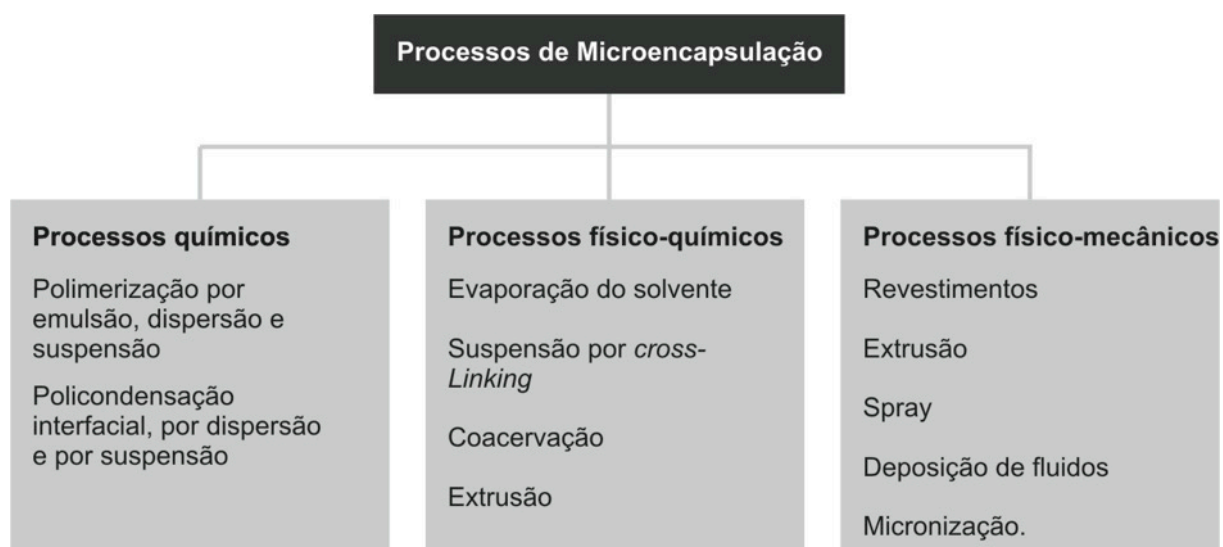 Processos de Microencapsulação
Processos químicos
Polimerização por
emulsão, dispersão e
suspensão
Policondensação
interfacial, por dispersão
e por suspensão
Processos físico-químicos
Evaporação do solvente
Suspensão por cross-
Linking
Coacervação
Extrusão
Processos físico-mecânicos
Revestimentos
Extrusão
Spray
Deposição de fluidos
Micronização.